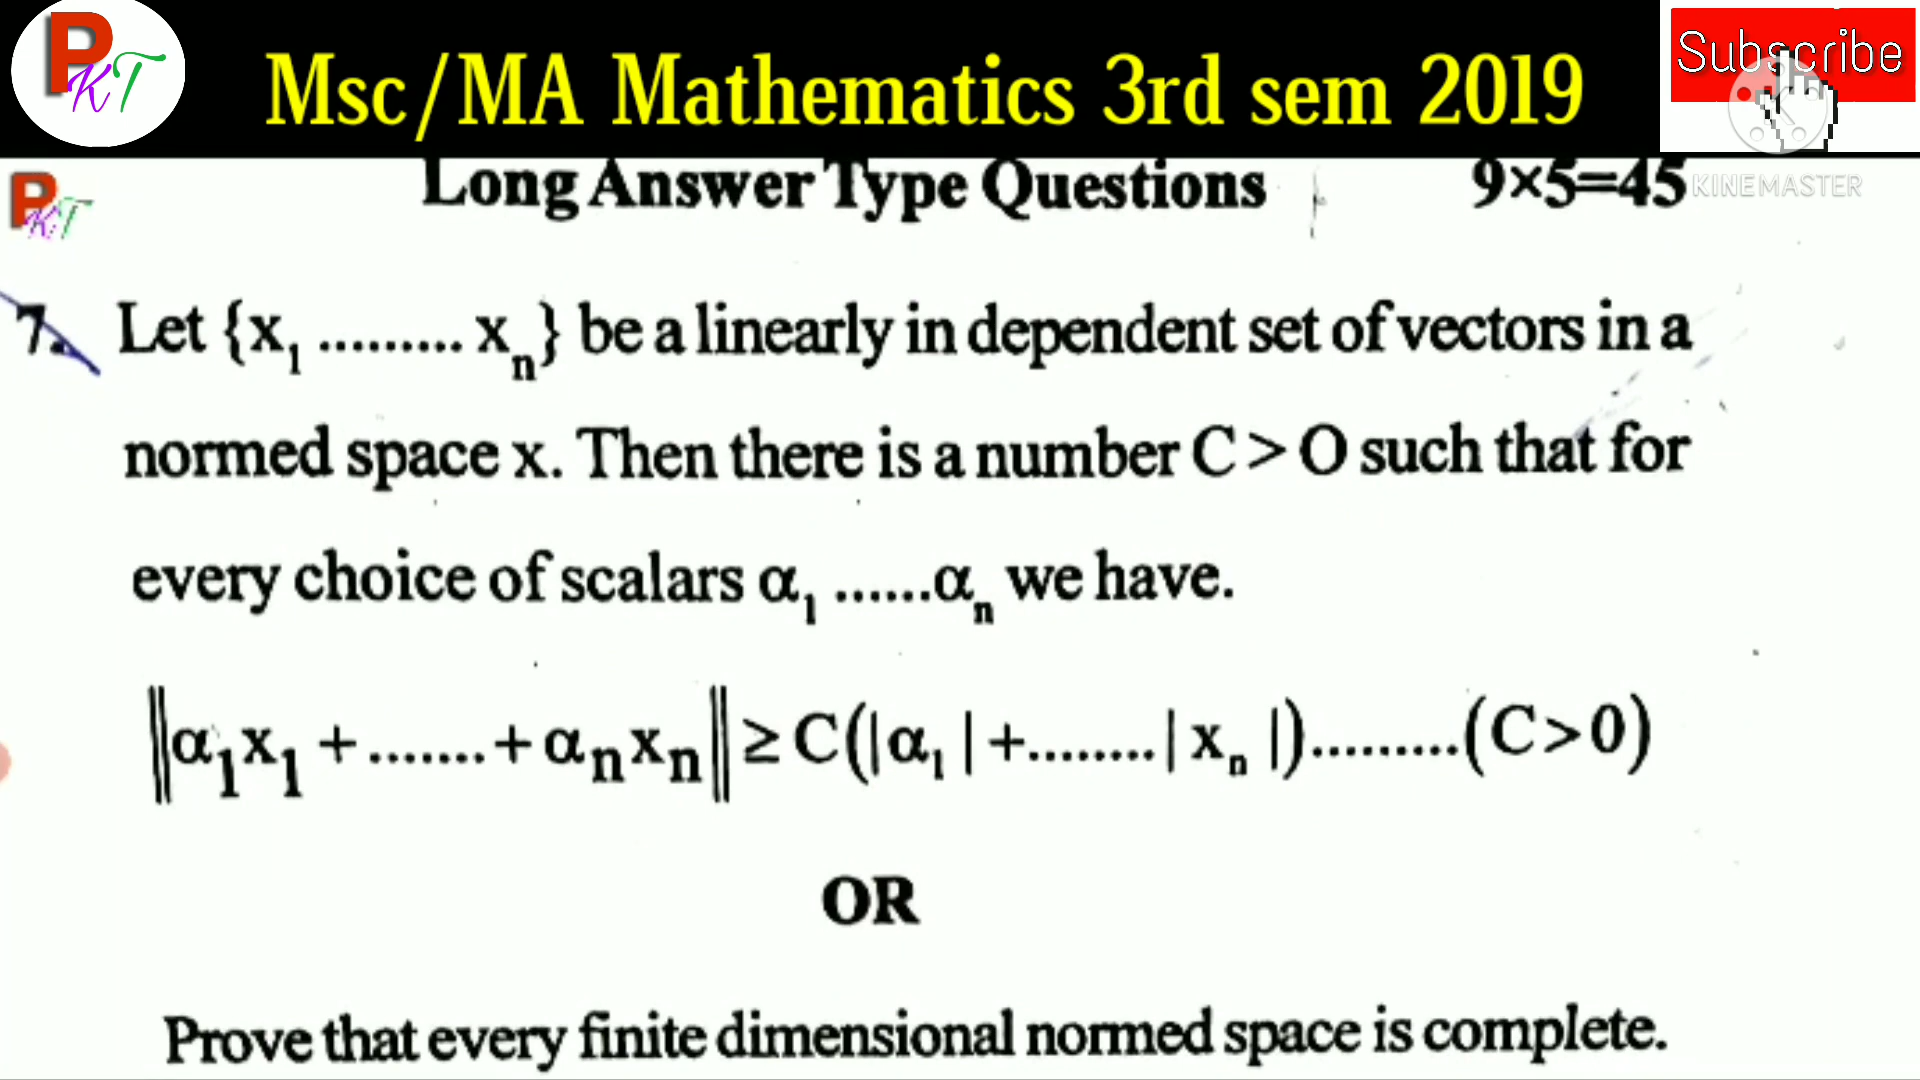 PKT
Msc/MA Mathematics 3rd sem 2019
Subscribe
KINEMASTER
PKT
Long Answer Type Questions 9×5=45
7. Let {x₁ ......... xₙ} be a linearly in dependent set of vectors in a
normed space x. Then there is a number C > O such that for
every choice of scalars α₁ ......αₙ we have.
‖α₁x₁ +.......+ αₙxₙ‖ ≥ C(|α₁| +........| xₙ |).........(C>0)
OR
Prove that every finite dimensional normed space is complete.